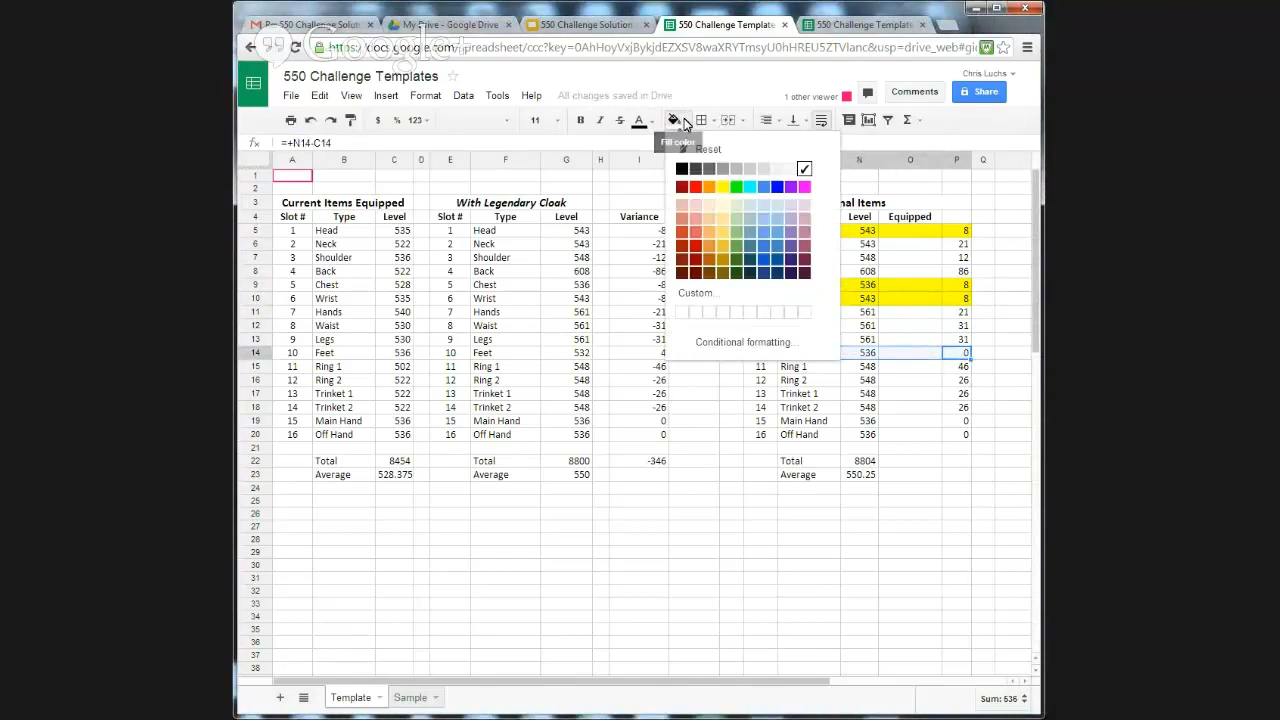 550 Challenge Solut My Drive - Google Drive 550 Challenge Solution 550 Challenge Template 550 Challenge Template
Google+
550 Challenge Templates Chris Luchs
File Edit View Insert Format Data Tools Help All changes saved in Drive 1 other viewer Comments Share
$ % 123 11 B I S A Σ
fx =+N14-C14 Fill color Reset
A B C D E F G H I N O P Q
1
2
3 Current Items Equipped With Legendary Cloak nal Items
4 Slot # Type Level Slot # Type Level Variance Level Equipped
5 1 Head 535 1 Head 543 -8 543 8
6 2 Neck 522 2 Neck 543 -21 543 21
7 3 Shoulder 536 3 Shoulder 548 -12 548 12
8 4 Back 522 4 Back 608 -86 608 86
9 5 Chest 528 5 Chest 536 -8 536 8
10 6 Wrist 535 6 Wrist 543 -8 543 8
11 7 Hands 540 7 Hands 561 -21 561 21
12 8 Waist 530 8 Waist 561 -31 561 31
13 9 Legs 530 9 Legs 561 -31 561 31
14 10 Feet 536 10 Feet 532 4 536 0
15 11 Ring 1 502 11 Ring 1 548 -46 11 Ring 1 548 46
16 12 Ring 2 522 12 Ring 2 548 -26 12 Ring 2 548 26
17 13 Trinket 1 522 13 Trinket 1 548 -26 13 Trinket 1 548 26
18 14 Trinket 2 522 14 Trinket 2 548 -26 14 Trinket 2 548 26
19 15 Main Hand 536 15 Main Hand 536 0 15 Main Hand 536 0
20 16 Off Hand 536 16 Off Hand 536 0 16 Off Hand 536 0
21
22 Total 8454 Total 8800 -346 Total 8804
23 Average 528.375 Average 550 Average 550.25
Custom...
Conditional formatting...
24
25
26
27
28
29
30
31
32
33
34
35
36
37
38
Template Sample Sum: 536